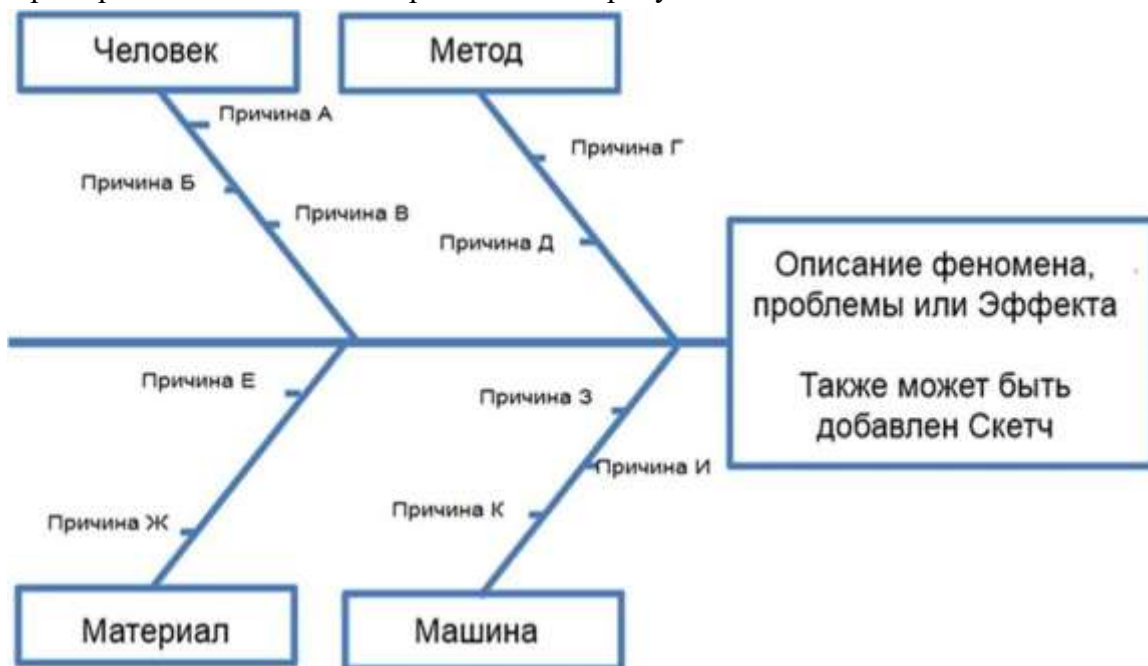 Человек
Метод
Причина А
Причина Г
Причина Б
Причина В
Причина Д
Описание феномена,
проблемы или Эффекта
Также может быть
добавлен Скетч
Причина Е
Причина З
Причина И
Причина К
Причина Ж
Материал
Машина